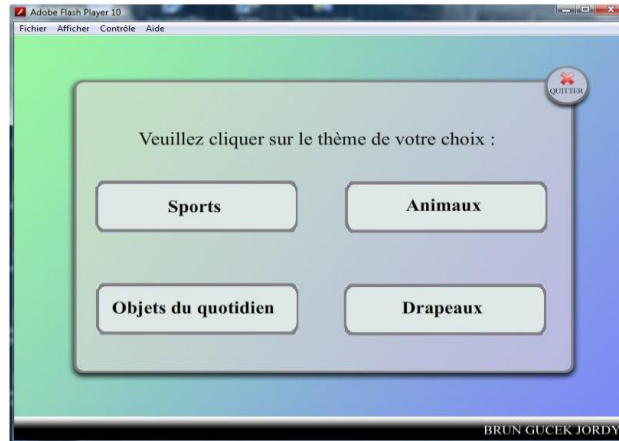 Adobe Flash Player 10
Fichier Afficher Contrôle Aide
QUITTER
Veuillez cliquer sur le thème de votre choix :
Sports
Animaux
Objets du quotidien
Drapeaux
BRUN GUCEK JORDY